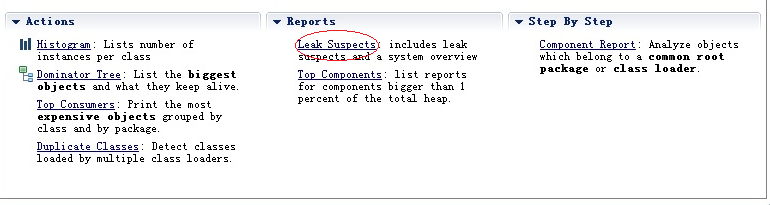 Actions
Histogram: Lists number of
instances per class
Dominator Tree: List the biggest
objects and what they keep alive.
Top Consumers: Print the most
expensive objects grouped by
class and by package.
Duplicate Classes: Detect classes
loaded by multiple class loaders.
Reports
Leak Suspects: includes leak
suspects and a system overview
Top Components: list reports
for components bigger than 1
percent of the total heap.
Step By Step
Component Report: Analyze objects
which belong to a common root
package or class loader.